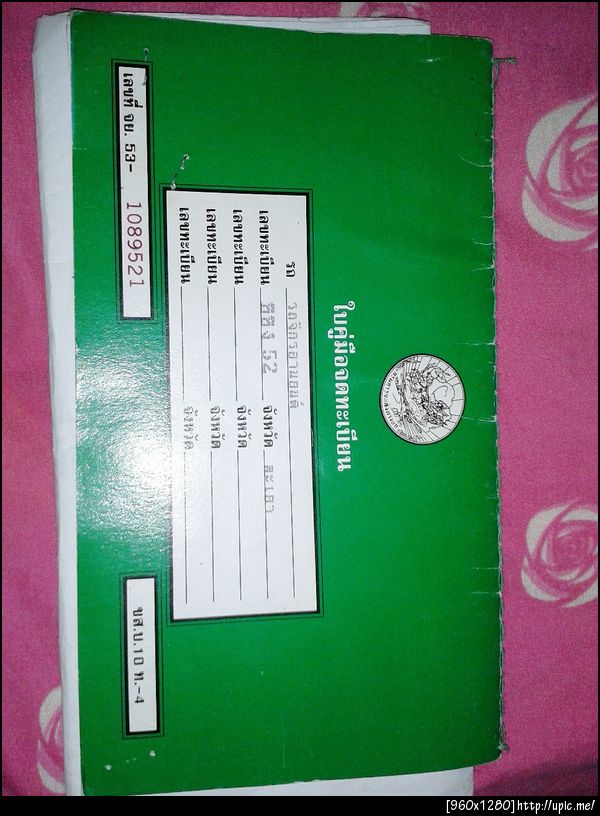 ใบคู่มือจดทะเบียน
รถ รถจักรยานยนต์
เลขทะเบียน 52 จังหวัด
เลขทะเบียน จังหวัด
เลขทะเบียน จังหวัด
เลขทะเบียน จังหวัด
เลขที่ จย. 53- 1089521
ขส.บ.10 ท.-4
[960x1280]http://upic.me/